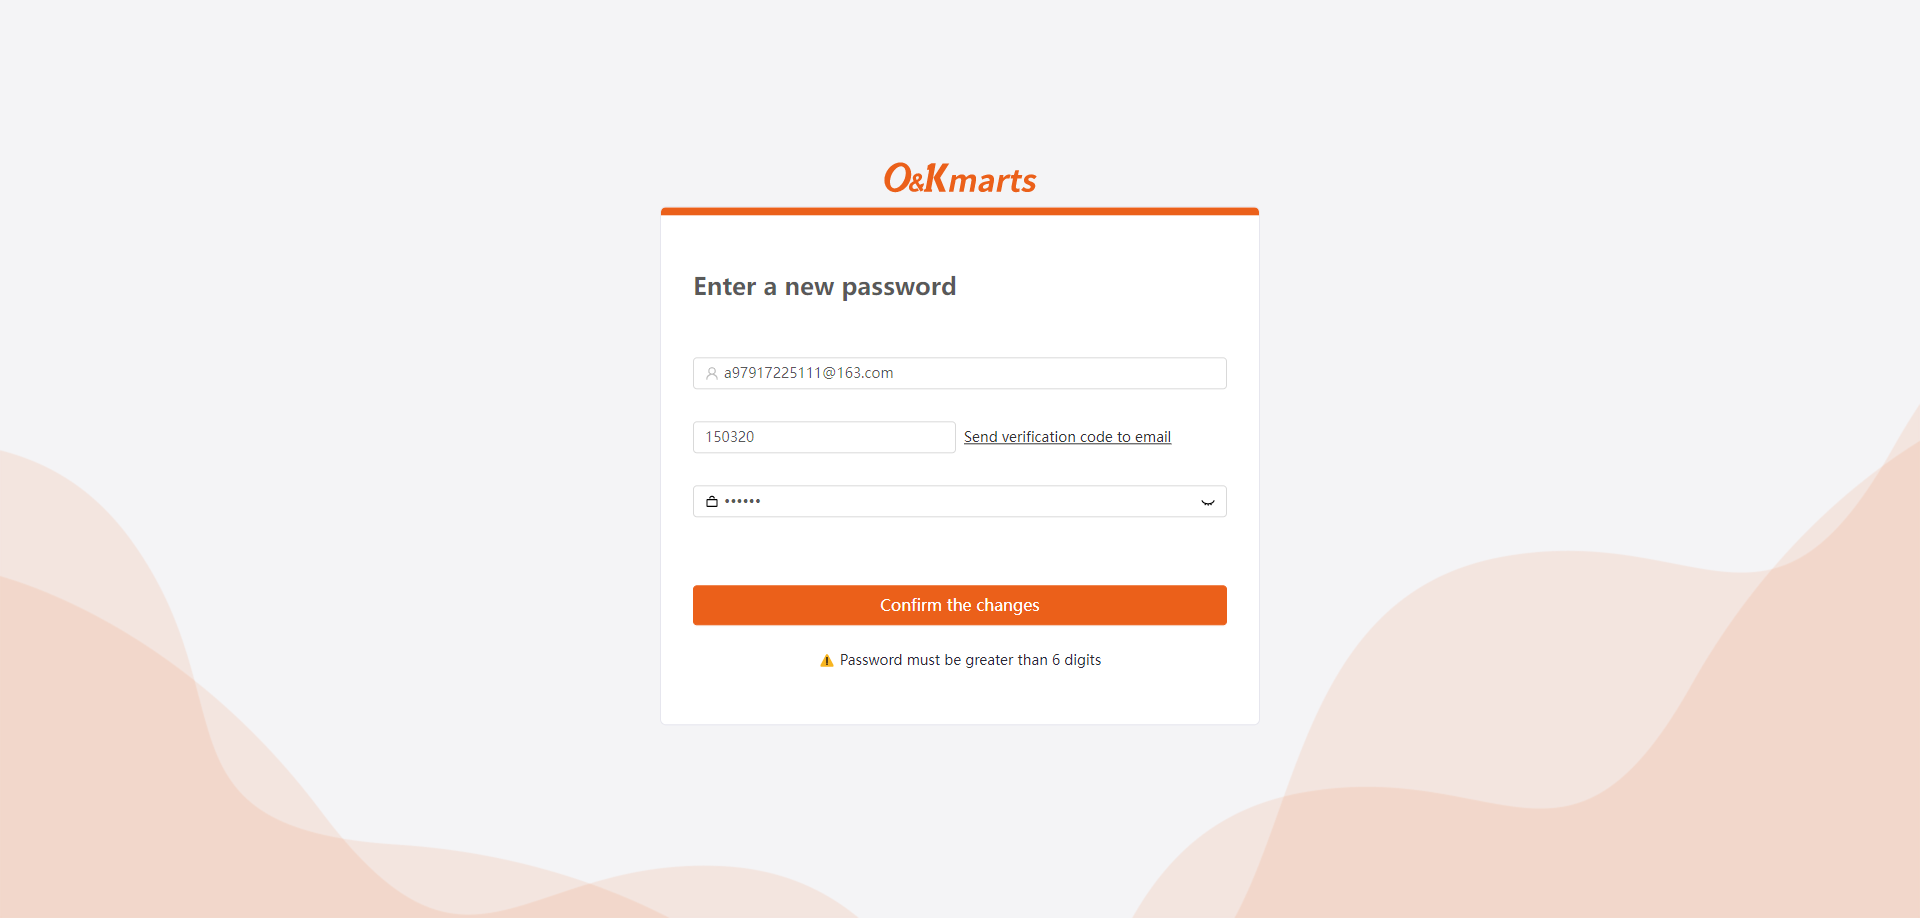 O&Kmarts
Enter a new password
a97917225111@163.com
150320 Send verification code to email
••••••
Confirm the changes
⚠ Password must be greater than 6 digits